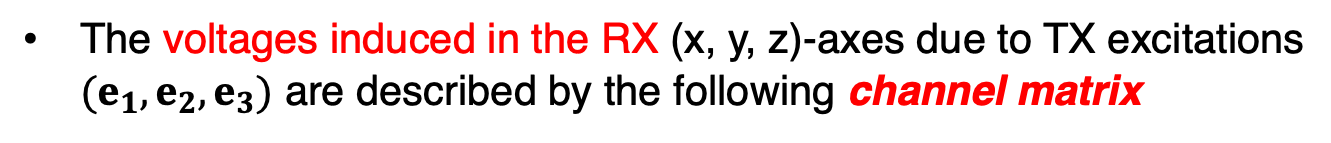 • The voltages induced in the RX (x, y, z)-axes due to TX excitations
(e₁, e₂, e₃) are described by the following channel matrix